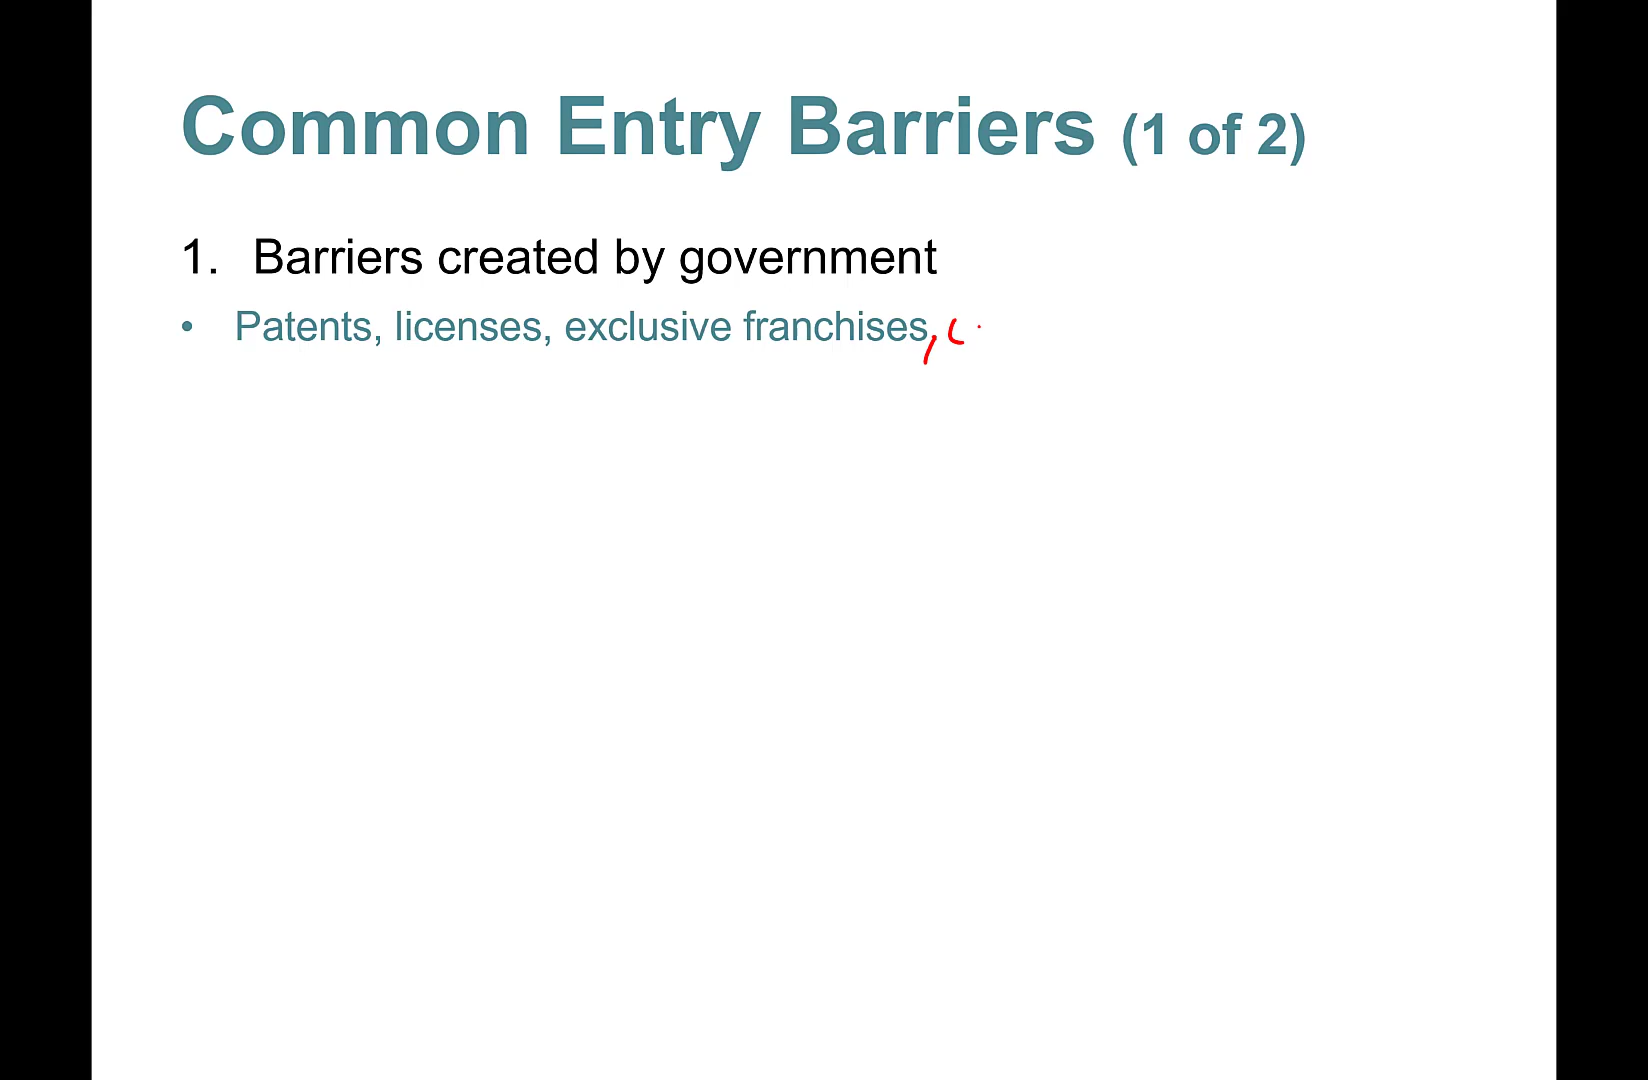 Common Entry Barriers (1 of 2)
1. Barriers created by government
• Patents, licenses, exclusive franchises, c